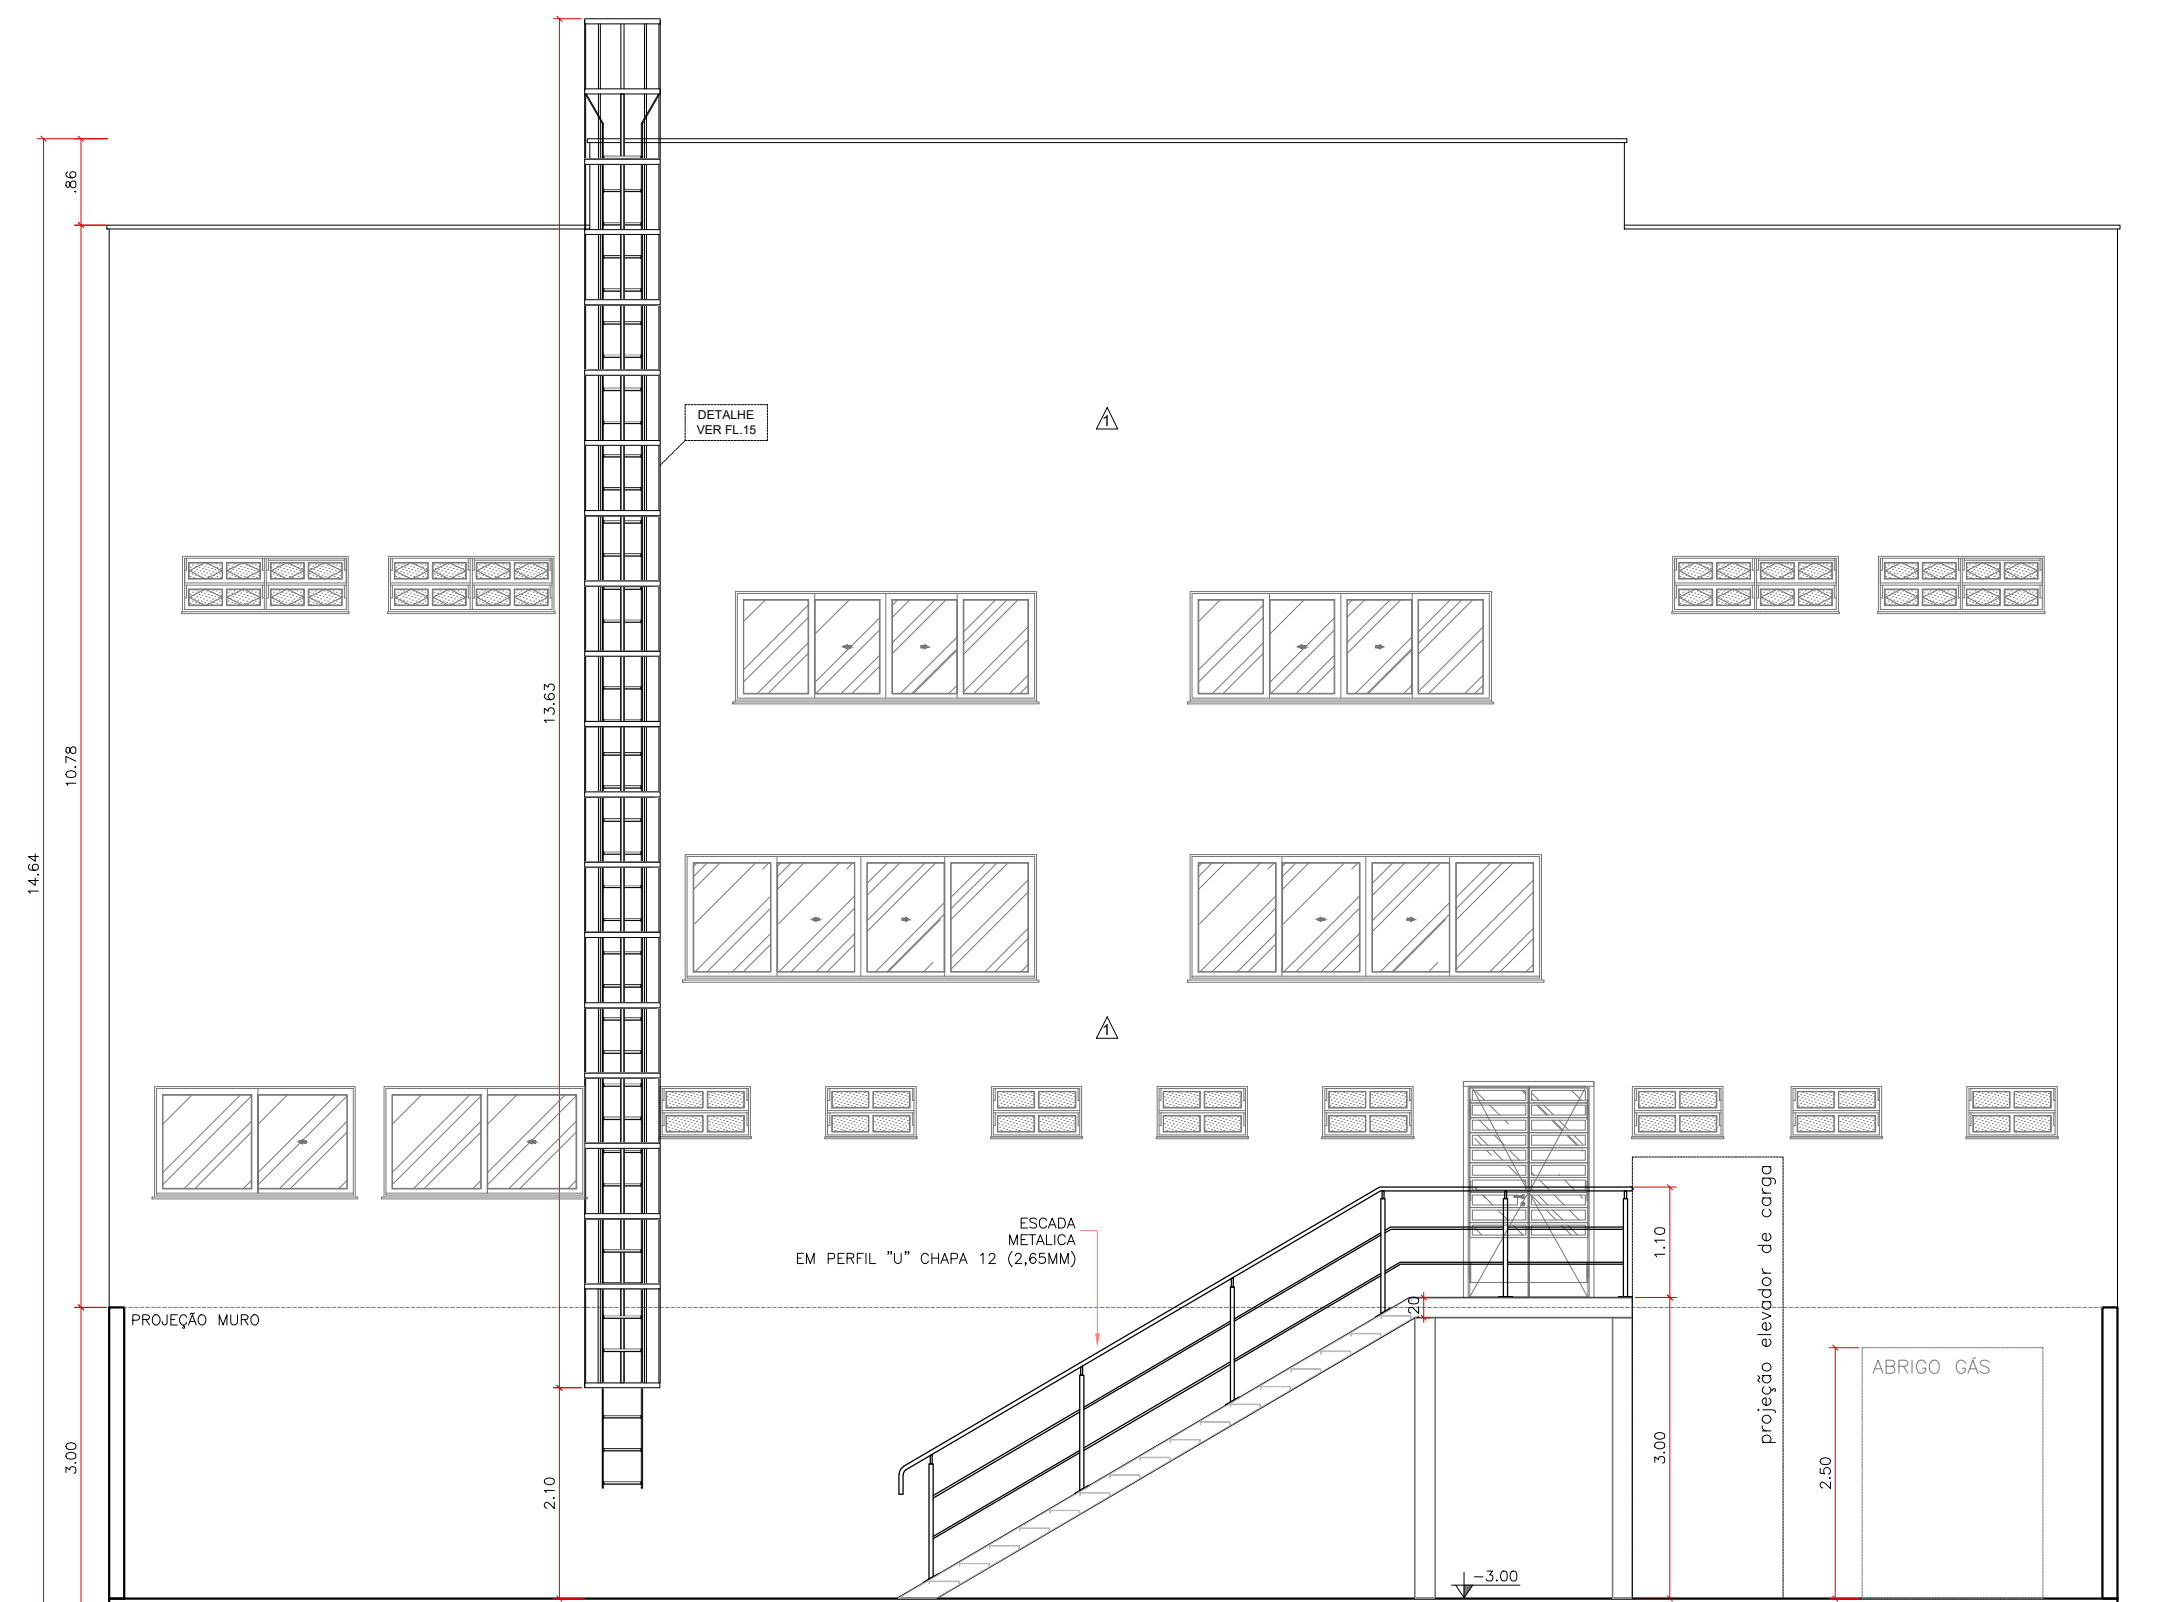 .86
DETALHE
VER FL.15
1
13.63
10.78
14.64
1
ESCADA
METALICA
EM PERFIL "U" CHAPA 12 (2,65MM)
1.10
projeção elevador de carga
20
PROJEÇÃO MURO
ABRIGO GÁS
3.00
2.10
3.00
2.50
-3.00